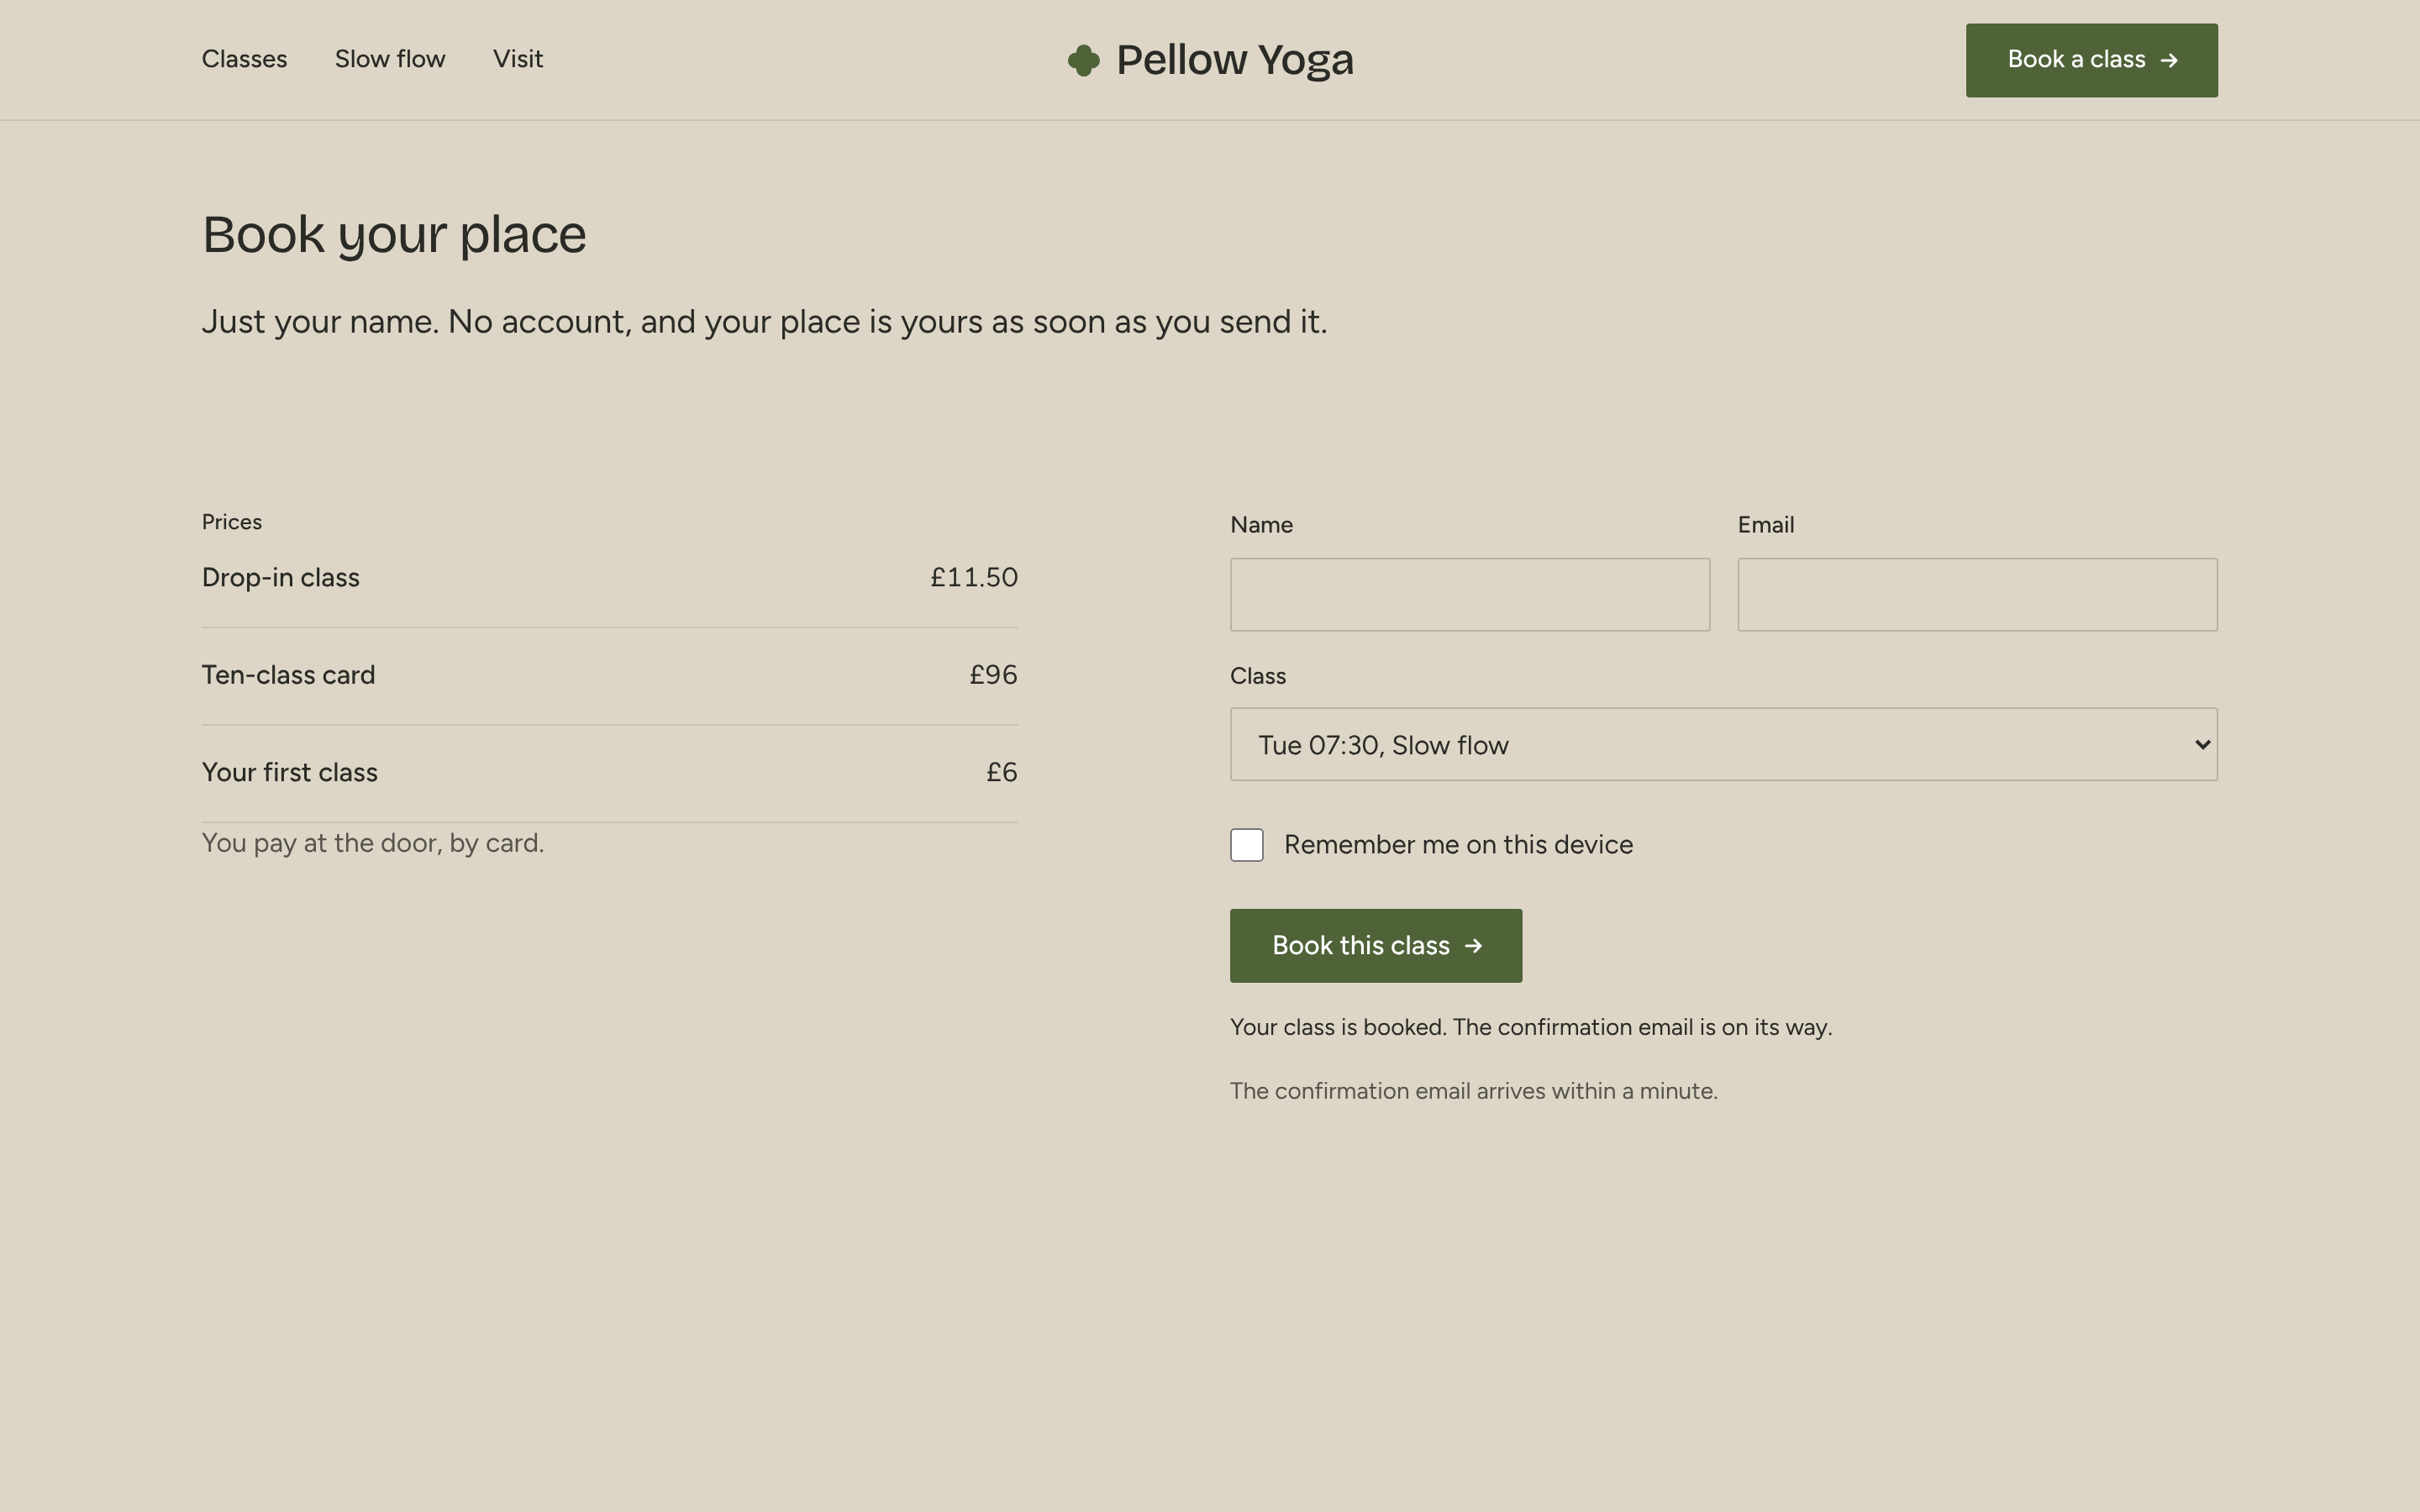 Classes
Slow flow
Visit
Pellow Yoga
Book a class →
Book your place
Just your name. No account, and your place is yours as soon as you send it.
Prices
Drop-in class £11.50
Ten-class card £96
Your first class £6
You pay at the door, by card.
Name
Email
Class
Tue 07:30, Slow flow
Remember me on this device
Book this class →
Your class is booked. The confirmation email is on its way.
The confirmation email arrives within a minute.